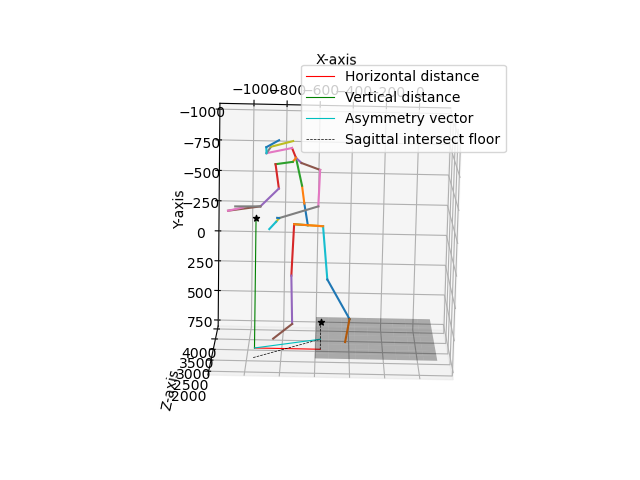 X-axis
−1000 −800 −600 −400 −200 0
Horizontal distance
Vertical distance
Asymmetry vector
Sagittal intersect floor
−1000
−750
−500
−250
Y-axis
0
250
500
750
4000
3500
3000
2500
2000
Z-axis